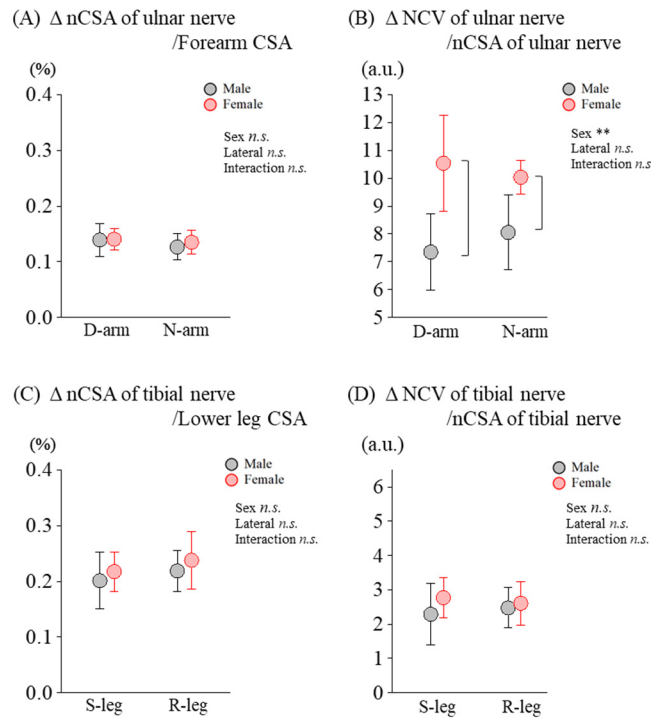 (A) Δ nCSA of ulnar nerve
/Forearm CSA
(%)
Male
Female
Sex n.s.
Lateral n.s.
Interaction n.s.
0.4
0.3
0.2
0.1
0.0
D-arm N-arm
(B) Δ NCV of ulnar nerve
/nCSA of ulnar nerve
(a.u.)
Male
Female
Sex **
Lateral n.s.
Interaction n.s.
13
12
11
10
9
8
7
6
5
D-arm N-arm
(C) Δ nCSA of tibial nerve
/Lower leg CSA
(%)
Male
Female
Sex n.s.
Lateral n.s.
Interaction n.s.
0.4
0.3
0.2
0.1
0.0
S-leg R-leg
(D) Δ NCV of tibial nerve
/nCSA of tibial nerve
(a.u.)
Male
Female
Sex n.s.
Lateral n.s.
Interaction n.s.
6
5
4
3
2
1
0
S-leg R-leg